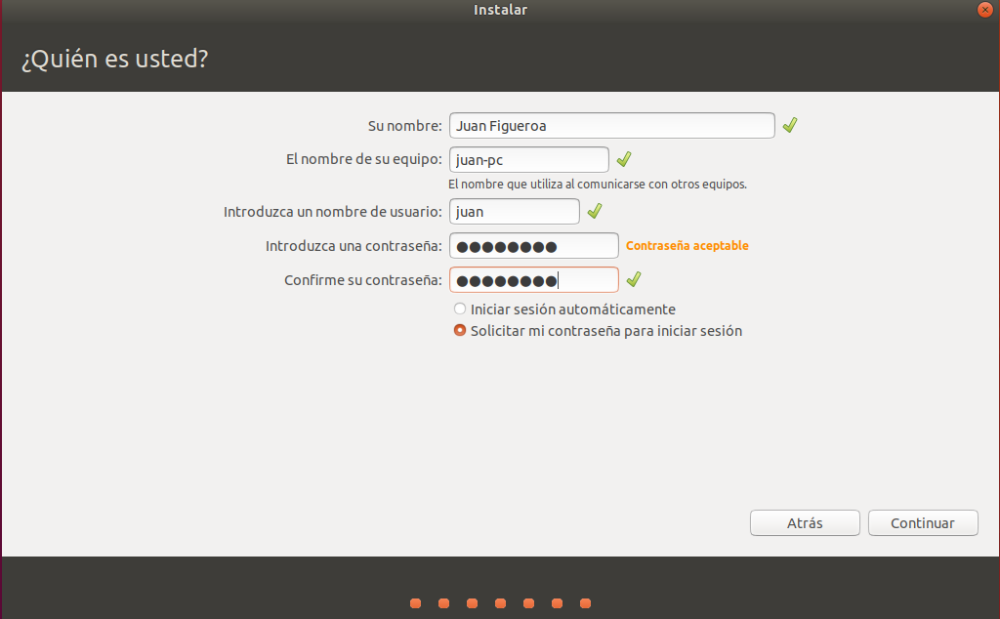 Instalar
¿Quién es usted?
Su nombre: Juan Figueroa
El nombre de su equipo: juan-pc
El nombre que utiliza al comunicarse con otros equipos.
Introduzca un nombre de usuario: juan
Introduzca una contraseña: ●●●●●●●● Contraseña aceptable
Confirme su contraseña: ●●●●●●●●
Iniciar sesión automáticamente
Solicitar mi contraseña para iniciar sesión
Atrás Continuar